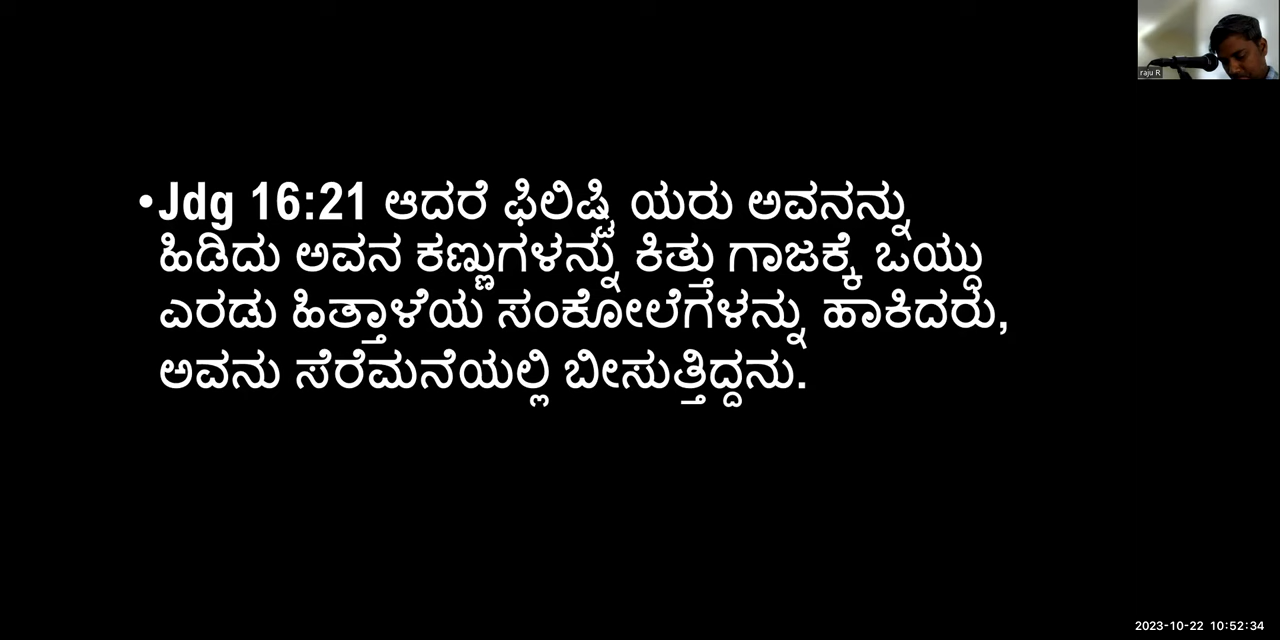 raju R
•Jdg 16:21 ಆದರೆ ಫಿಲಿಷ್ಟಿ ಯರು ಅವನನ್ನು
ಹಿಡಿದು ಅವನ ಕಣ್ಣುಗಳನ್ನು ಕಿತ್ತು ಗಾಜಕ್ಕೆ ಒಯ್ದು
ಎರಡು ಹಿತ್ತಾಳೆಯ ಸಂಕೋಲೆಗಳನ್ನು ಹಾಕಿದರು,
ಅವನು ಸೆರೆಮನೆಯಲ್ಲಿ ಬೀಸುತ್ತಿದ್ದನು.
2023-10-22 10:52:34